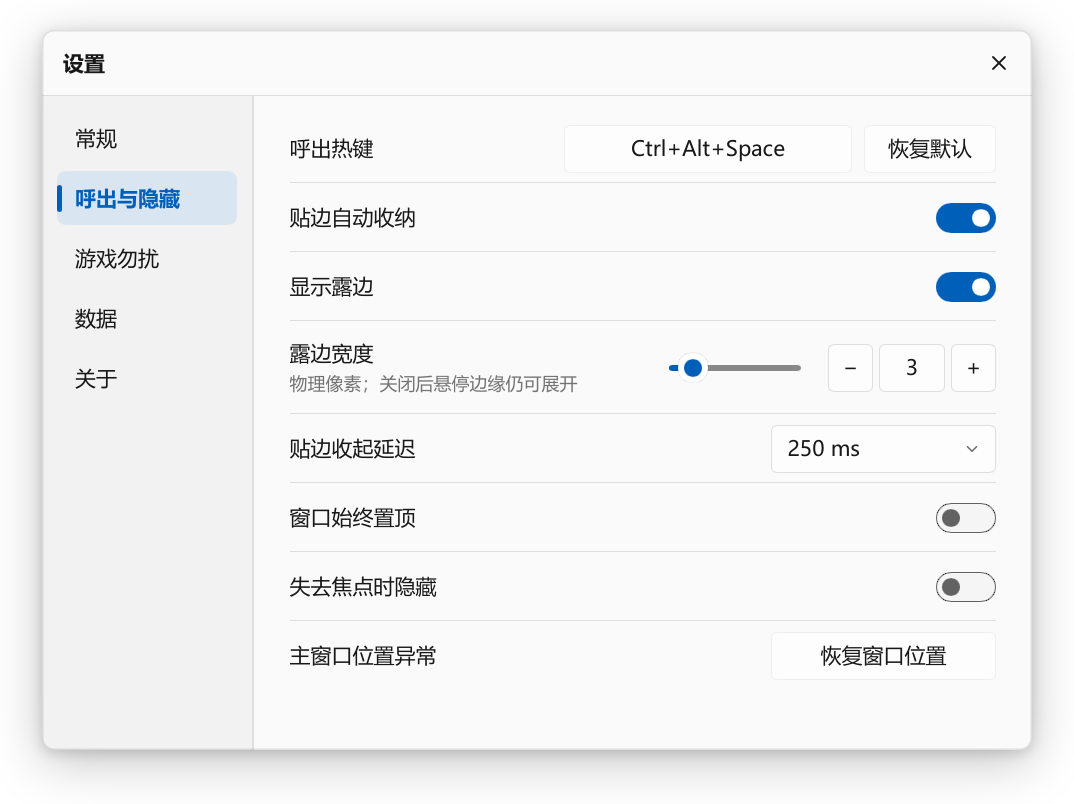 设置
常规
呼出与隐藏
游戏勿扰
数据
关于
呼出热键 Ctrl+Alt+Space 恢复默认
贴边自动收纳
显示露边
露边宽度
物理像素；关闭后悬停边缘仍可展开
− 3 +
贴边收起延迟 250 ms
窗口始终置顶
失去焦点时隐藏
主窗口位置异常 恢复窗口位置